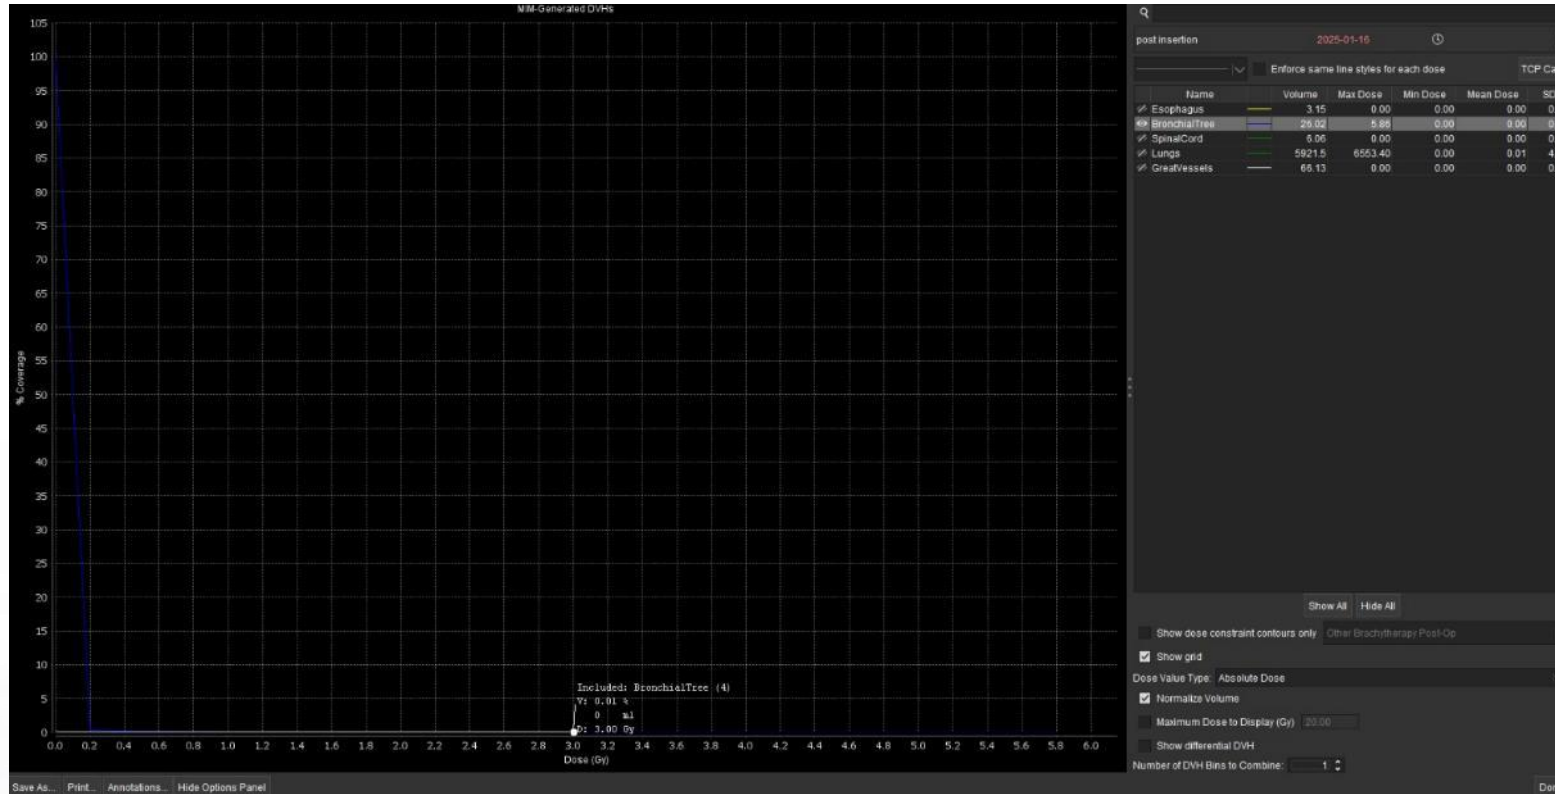 MIM-Generated DVHs
105
100
95
90
85
80
75
70
65
60
55
50
45
40
35
30
25
20
15
10
5
0
% Coverage
Included: BronchialTree (4)
V: 0.01 %
0 ml
D: 3.00 Gy
0.0 0.2 0.4 0.6 0.8 1.0 1.2 1.4 1.6 1.8 2.0 2.2 2.4 2.6 2.8 3.0 3.2 3.4 3.6 3.8 4.0 4.2 4.4 4.6 4.8 5.0 5.2 5.4 5.6 5.8 6.0
Dose (Gy)
Save As... Print... Annotations... Hide Options Panel
post insertion 2025-01-16
Enforce same line styles for each dose TCP Ca
Name Volume Max Dose Min Dose Mean Dose SD
Esophagus 3.15 0.00 0.00 0.00 0
BronchialTree 26.02 5.86 0.00 0.00 0
SpinalCord 6.06 0.00 0.00 0.00 0
Lungs 5921.5 6553.40 0.00 0.01 4
GreatVessels 66.13 0.00 0.00 0.00 0
Show All Hide All
Show dose constraint contours only Other Brachytherapy Post-Op
Show grid
Dose Value Type: Absolute Dose
Normalize Volume
Maximum Dose to Display (Gy) 20.00
Show differential DVH
Number of DVH Bins to Combine: 1
Don